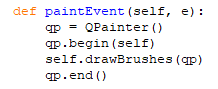 def paintEvent(self, e):
    qp = QPainter()
    qp.begin(self)
    self.drawBrushes(qp)
    qp.end()